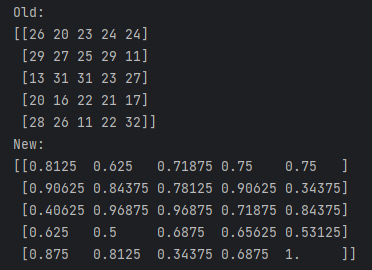 Old:
[[26 20 23 24 24]
 [29 27 25 29 11]
 [13 31 31 23 27]
 [20 16 22 21 17]
 [28 26 11 22 32]]
New:
[[0.8125  0.625   0.71875 0.75    0.75   ]
 [0.90625 0.84375 0.78125 0.90625 0.34375]
 [0.40625 0.96875 0.96875 0.71875 0.84375]
 [0.625   0.5     0.6875  0.65625 0.53125]
 [0.875   0.8125  0.34375 0.6875  1.     ]]